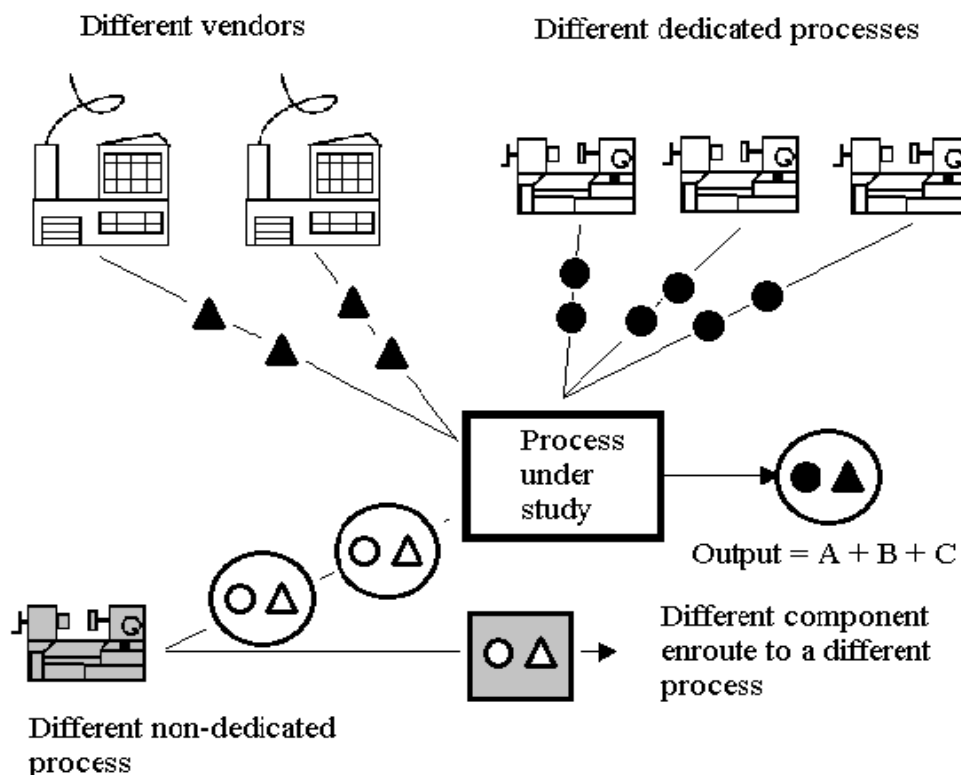 Different vendors
Different dedicated processes
Process
under
study
Output = A + B + C
Different component
enroute to a different
process
Different non-dedicated
process